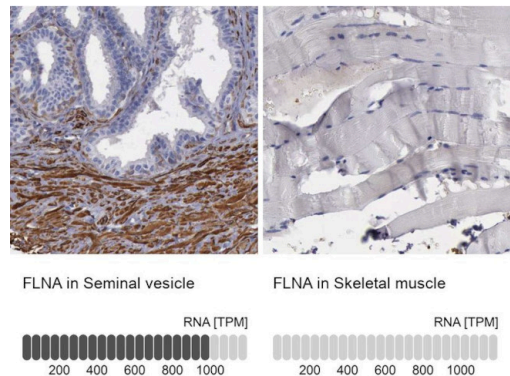 FLNA in Seminal vesicle
RNA [TPM]
200 400 600 800 1000
FLNA in Skeletal muscle
RNA [TPM]
200 400 600 800 1000